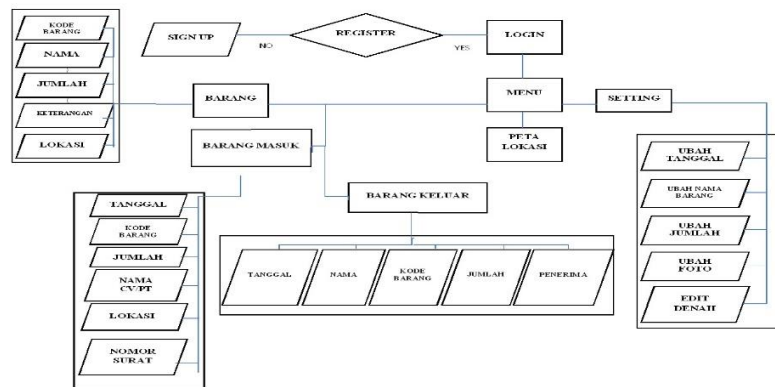 KODE
BARANG
NAMA
JUMLAH
KETERANGAN
LOKASI
SIGN UP
NO
REGISTER
YES
LOGIN
BARANG
MENU
SETTING
BARANG MASUK
PETA
LOKASI
BARANG KELUAR
TANGGAL
KODE
BARANG
JUMLAH
NAMA
CV/PT
LOKASI
NOMOR
SURAT
TANGGAL
NAMA
KODE
BARANG
JUMLAH
PENERIMA
UBAH
TANGGAL
UBAH NAMA
BARANG
UBAH
JUMLAH
UBAH
FOTO
EDIT
DENAH